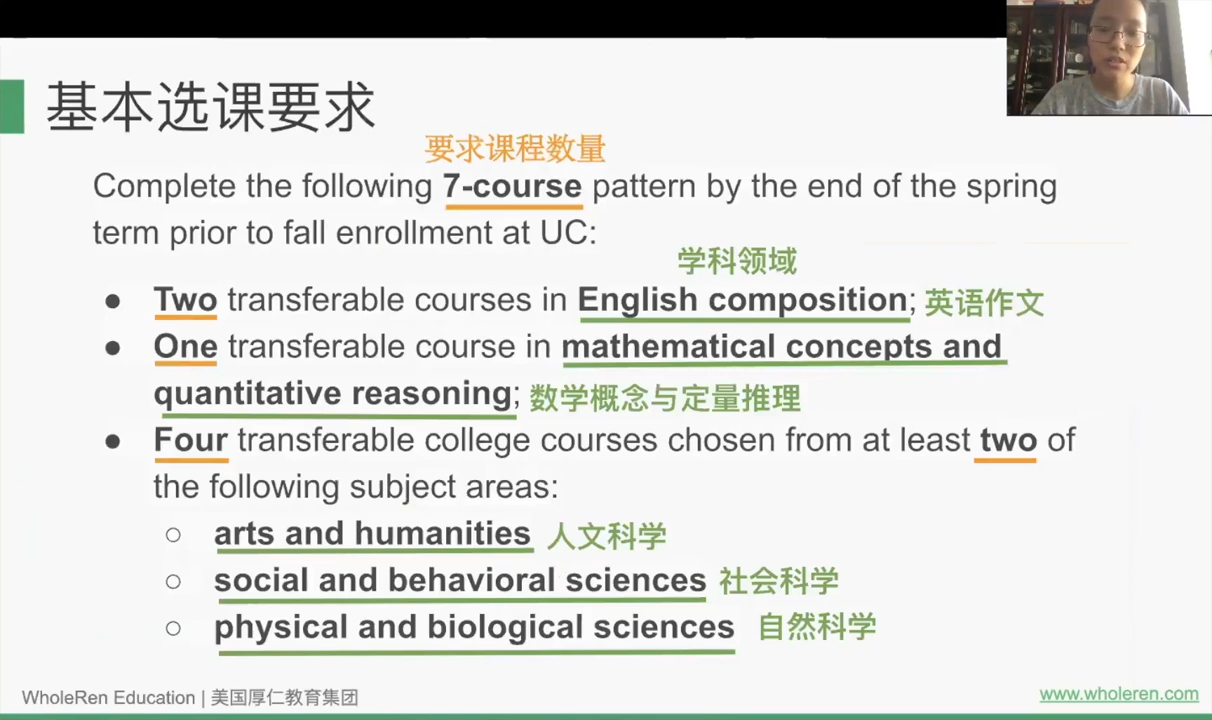 基本选课要求
要求课程数量
Complete the following 7-course pattern by the end of the spring
term prior to fall enrollment at UC:
学科领域
● Two transferable courses in English composition; 英语作文
● One transferable course in mathematical concepts and
quantitative reasoning; 数学概念与定量推理
● Four transferable college courses chosen from at least two of
the following subject areas:
○ arts and humanities 人文科学
○ social and behavioral sciences 社会科学
○ physical and biological sciences 自然科学
WholeRen Education | 美国厚仁教育集团
www.wholeren.com